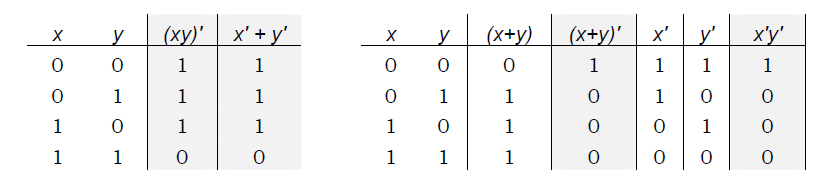 x y (xy)' x' + y' x y (x+y) (x+y)' x' y' x'y'
0 0 1 1 0 0 0 1 1 1 1
0 1 1 1 0 1 1 0 1 0 0
1 0 1 1 1 0 1 0 0 1 0
1 1 0 0 1 1 1 0 0 0 0